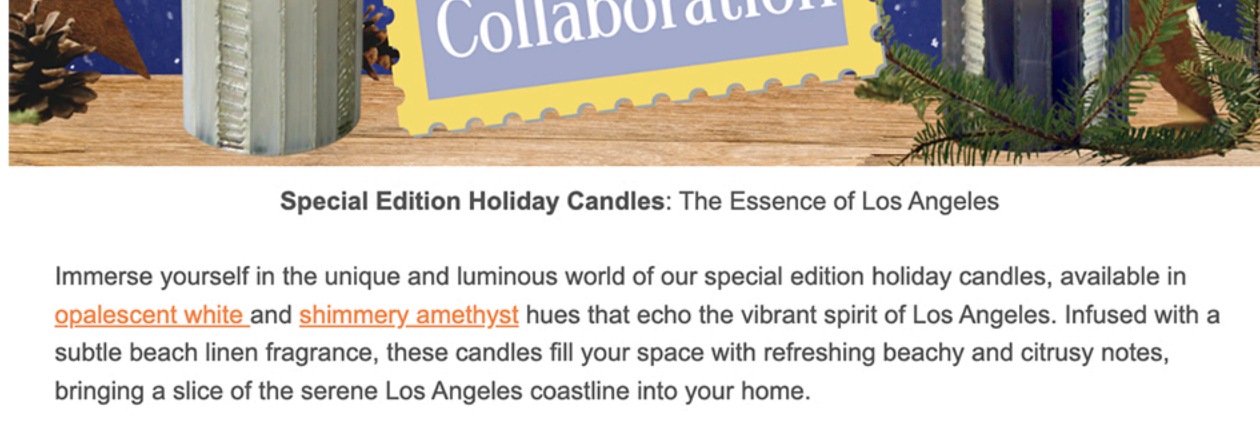 Collaboration
Special Edition Holiday Candles: The Essence of Los Angeles
Immerse yourself in the unique and luminous world of our special edition holiday candles, available in
opalescent white and shimmery amethyst hues that echo the vibrant spirit of Los Angeles. Infused with a
subtle beach linen fragrance, these candles fill your space with refreshing beachy and citrusy notes,
bringing a slice of the serene Los Angeles coastline into your home.